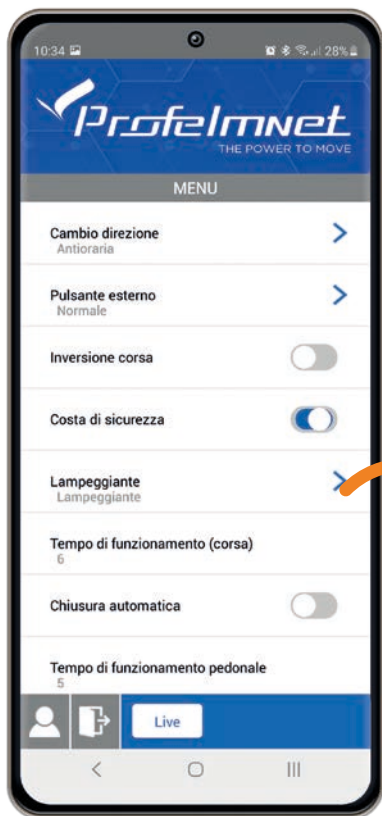 10:34 28%
Profelmnet
THE POWER TO MOVE
MENU
Cambio direzione
Antioraria
Pulsante esterno
Normale
Inversione corsa
Costa di sicurezza
Lampeggiante
Lampeggiante
Tempo di funzionamento (corsa)
6
Chiusura automatica
Tempo di funzionamento pedonale
5
Live